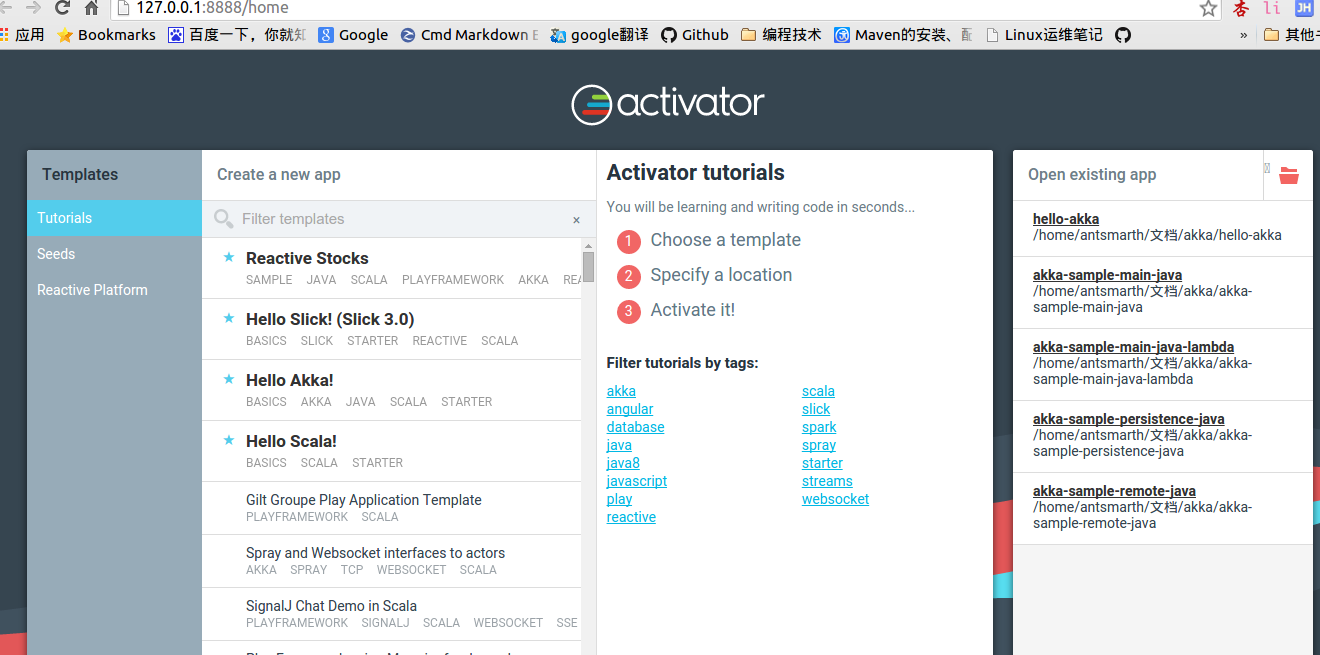 127.0.0.1:8888/home
应用 Bookmarks 百度一下，你就知 Google Cmd Markdown E google翻译 Github 编程技术 Maven的安装、配 Linux运维笔记 » 其他
杏 li JH
activator
Templates
Tutorials
Seeds
Reactive Platform
Create a new app
Filter templates ×
Reactive Stocks
SAMPLE JAVA SCALA PLAYFRAMEWORK AKKA REA
Hello Slick! (Slick 3.0)
BASICS SLICK STARTER REACTIVE SCALA
Hello Akka!
BASICS AKKA JAVA SCALA STARTER
Hello Scala!
BASICS SCALA STARTER
Gilt Groupe Play Application Template
PLAYFRAMEWORK SCALA
Spray and Websocket interfaces to actors
AKKA SPRAY TCP WEBSOCKET SCALA
SignalJ Chat Demo in Scala
PLAYFRAMEWORK SIGNALJ SCALA WEBSOCKET SSE
Activator tutorials
You will be learning and writing code in seconds...
1 Choose a template
2 Specify a location
3 Activate it!
Filter tutorials by tags:
akka
angular
database
java
java8
javascript
play
reactive
scala
slick
spark
spray
starter
streams
websocket
Open existing app
hello-akka
/home/antsmarth/文档/akka/hello-akka
akka-sample-main-java
/home/antsmarth/文档/akka/akka-
sample-main-java
akka-sample-main-java-lambda
/home/antsmarth/文档/akka/akka-
sample-main-java-lambda
akka-sample-persistence-java
/home/antsmarth/文档/akka/akka-
sample-persistence-java
akka-sample-remote-java
/home/antsmarth/文档/akka/akka-
sample-remote-java